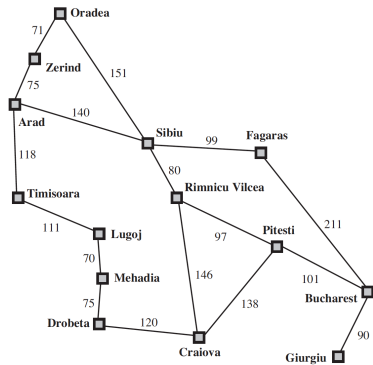 Oradea
71
Zerind
151
75
Arad
140
Sibiu
99
Fagaras
118
80
Timisoara
Rimnicu Vilcea
111
Lugoj
97
Pitesti
211
70
Mehadia
146
101
Bucharest
75
138
Drobeta
120
90
Craiova
Giurgiu